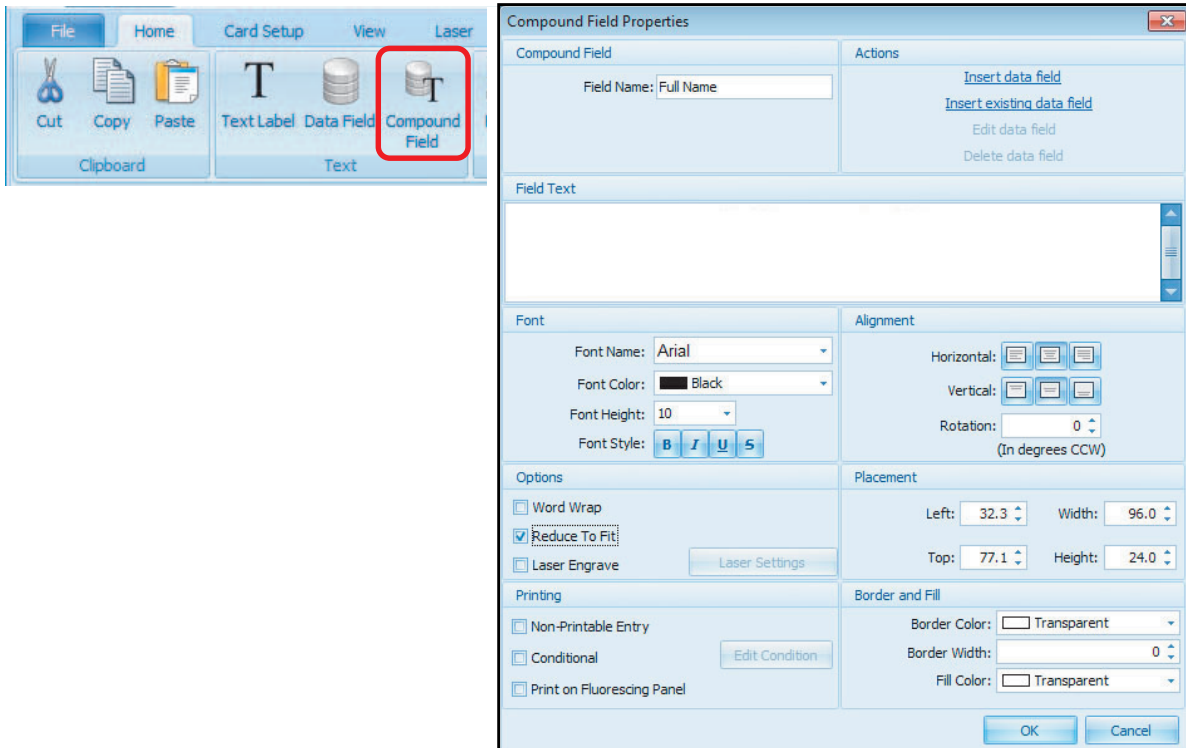 File Home Card Setup View Laser
Cut Copy Paste Text Label Data Field Compound Field
Clipboard Text
Compound Field Properties
Compound Field Actions
Field Name: Full Name Insert data field
Insert existing data field
Edit data field
Delete data field
Field Text
Font Alignment
Font Name: Arial Horizontal:
Font Color: Black Vertical:
Font Height: 10 Rotation: 0
Font Style: B I U S (In degrees CCW)
Options Placement
Word Wrap Left: 32.3 Width: 96.0
Reduce To Fit
Laser Engrave Laser Settings Top: 77.1 Height: 24.0
Printing Border and Fill
Non-Printable Entry Border Color: Transparent
Conditional Edit Condition Border Width: 0
Print on Fluorescing Panel Fill Color: Transparent
OK Cancel